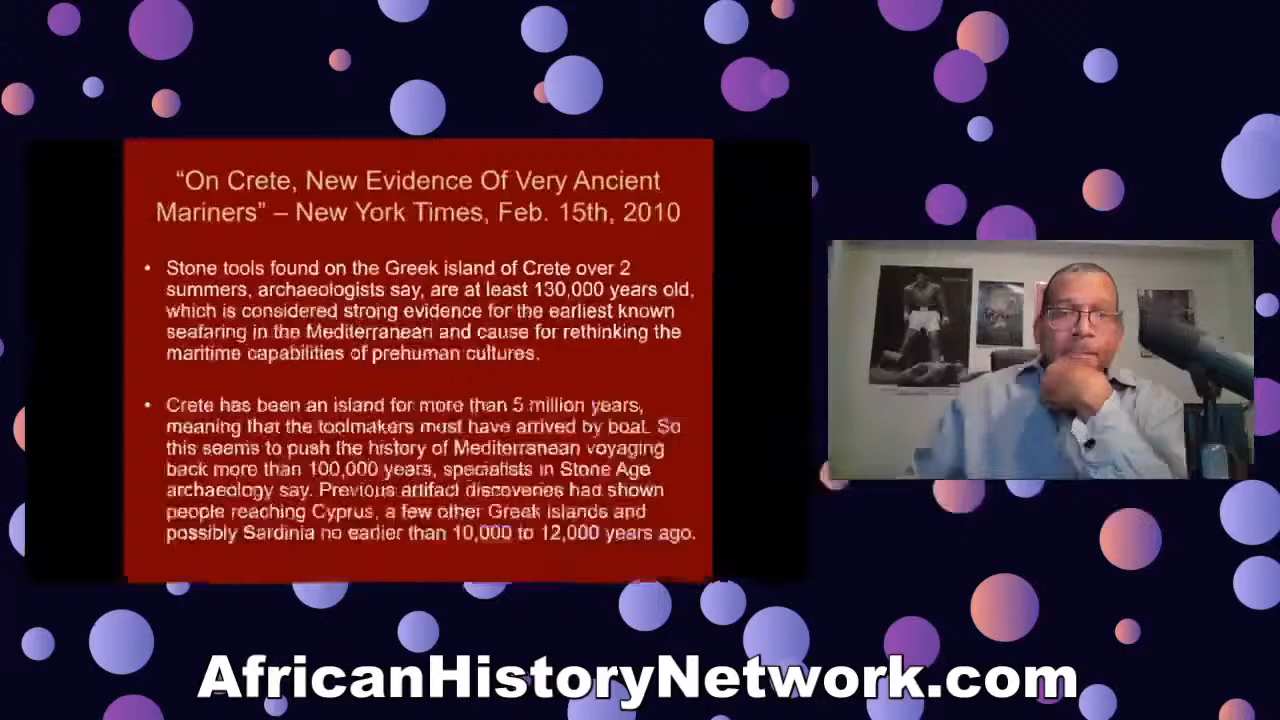 “On Crete, New Evidence Of Very Ancient
Mariners” – New York Times, Feb. 15th, 2010
• Stone tools found on the Greek island of Crete over 2
summers, archaeologists say, are at least 130,000 years old,
which is considered strong evidence for the earliest known
seafaring in the Mediterranean and cause for rethinking the
maritime capabilities of prehuman cultures.
• Crete has been an island for more than 5 million years,
meaning that the toolmakers must have arrived by boat. So
this seems to push the history of Mediterranean voyaging
back more than 100,000 years, specialists in Stone Age
archaeology say. Previous artifact discoveries had shown
people reaching Cyprus, a few other Greek islands and
possibly Sardinia no earlier than 10,000 to 12,000 years ago.
AfricanHistoryNetwork.com